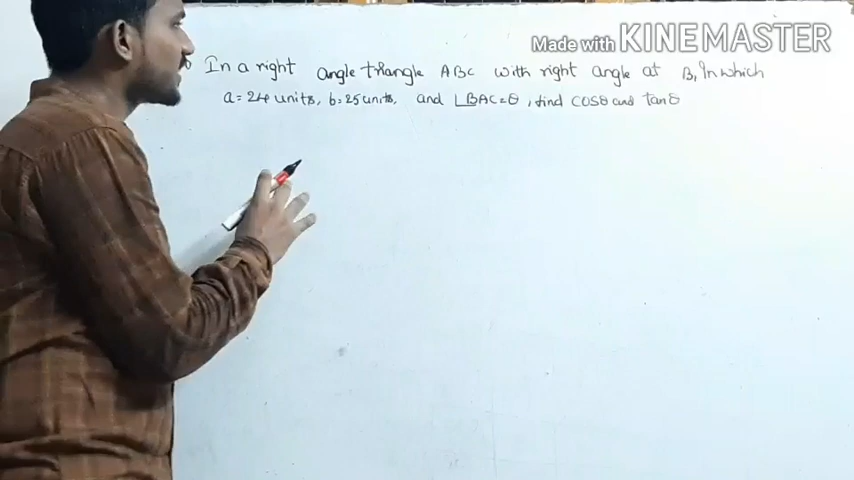 Made with KINEMASTER
In a right angle triangle ABC with right angle at B, in which
a = 24 units, b = 25 units, and ∠BAC = θ, find cosθ and tanθ